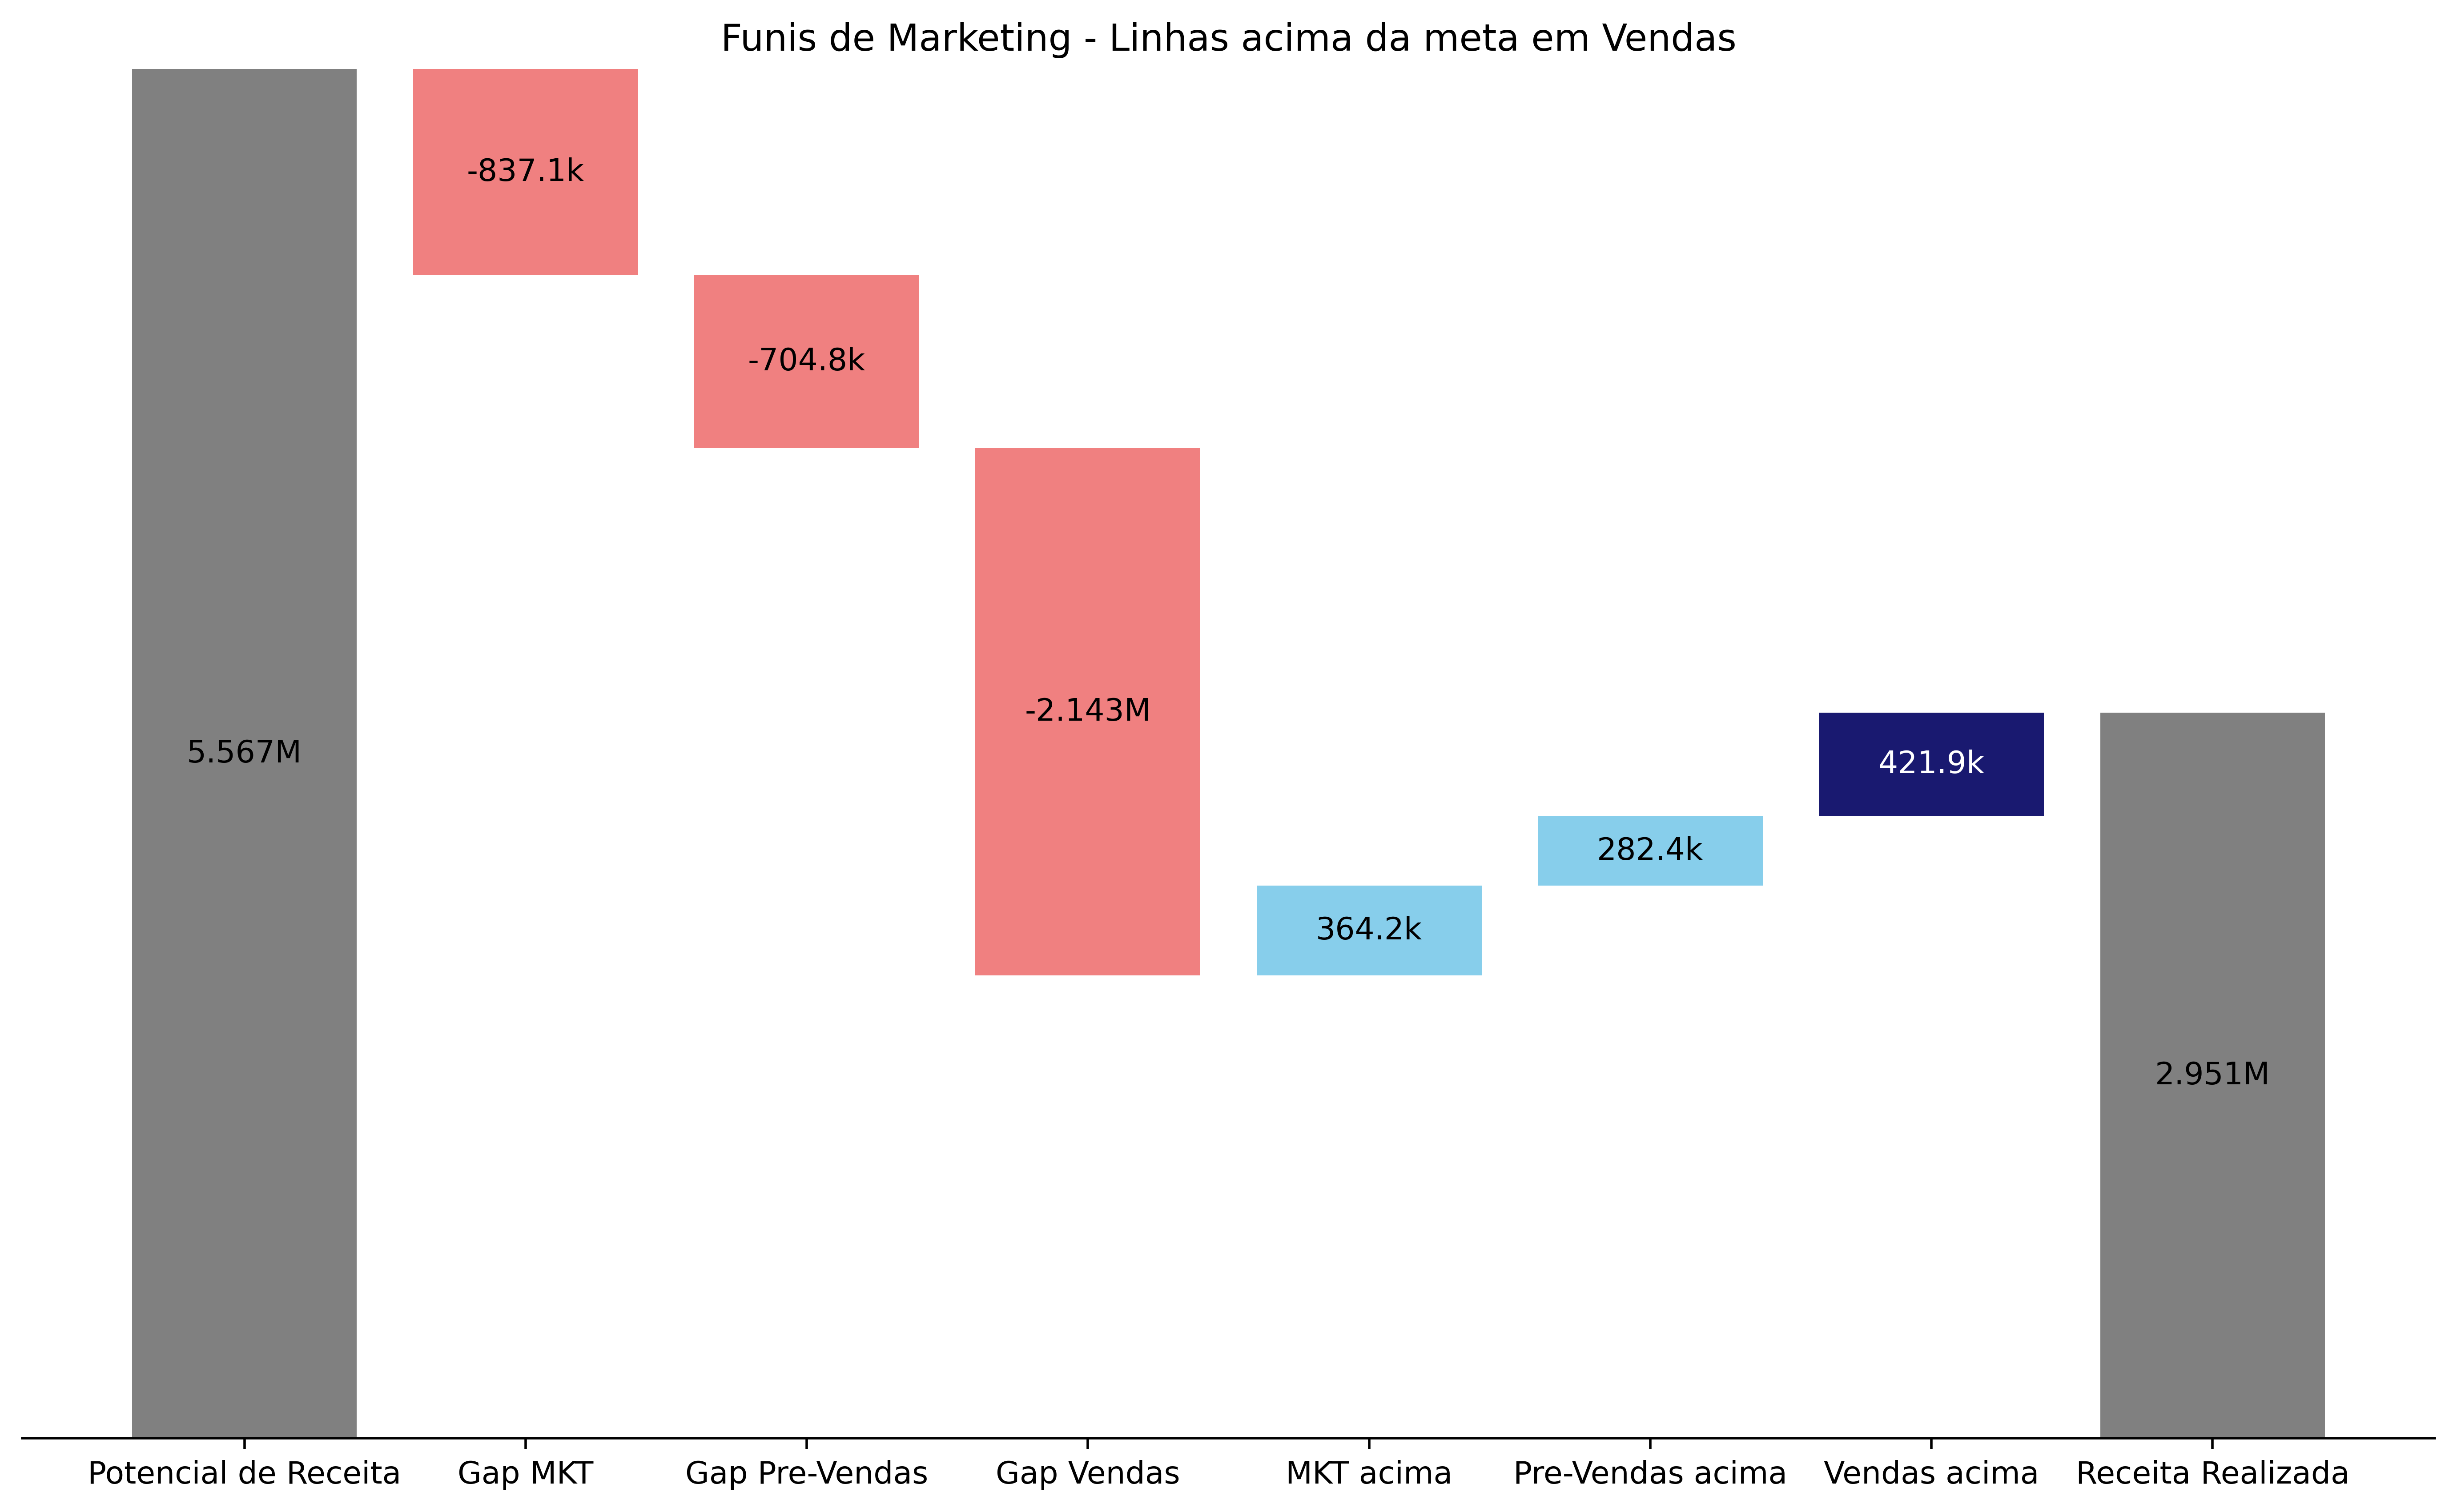 Funis de Marketing - Linhas acima da meta em Vendas
-837.1k
-704.8k
-2.143M
5.567M
421.9k
282.4k
364.2k
2.951M
Potencial de Receita
Gap MKT
Gap Pre-Vendas
Gap Vendas
MKT acima
Pre-Vendas acima
Vendas acima
Receita Realizada